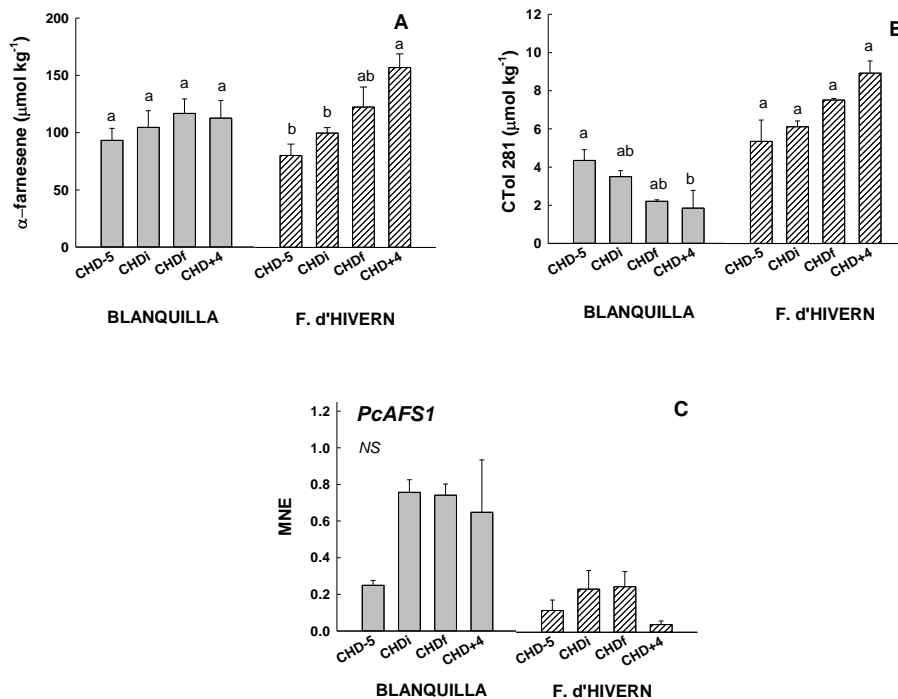 A
α−farnesene (μmol kg-1)
200
150
100
50
0
a
a
a
a
b
b
ab
a
CHD-5
CHDi
CHDf
CHD+4
CHD-5
CHDi
CHDf
CHD+4
BLANQUILLA
F. d'HIVERN
CTol 281 (μmol kg-1)
12
10
8
6
4
2
0
a
ab
ab
b
a
a
a
a
CHD-5
CHDi
CHDf
CHD+4
CHD-5
CHDi
CHDf
CHD+4
BLANQUILLA
F. d'HIVERN
PcAFS1
C
NS
MNE
1.2
1.0
0.8
0.6
0.4
0.2
0.0
CHD-5
CHDi
CHDf
CHD+4
CHD-5
CHDi
CHDf
CHD+4
BLANQUILLA
F. d'HIVERN